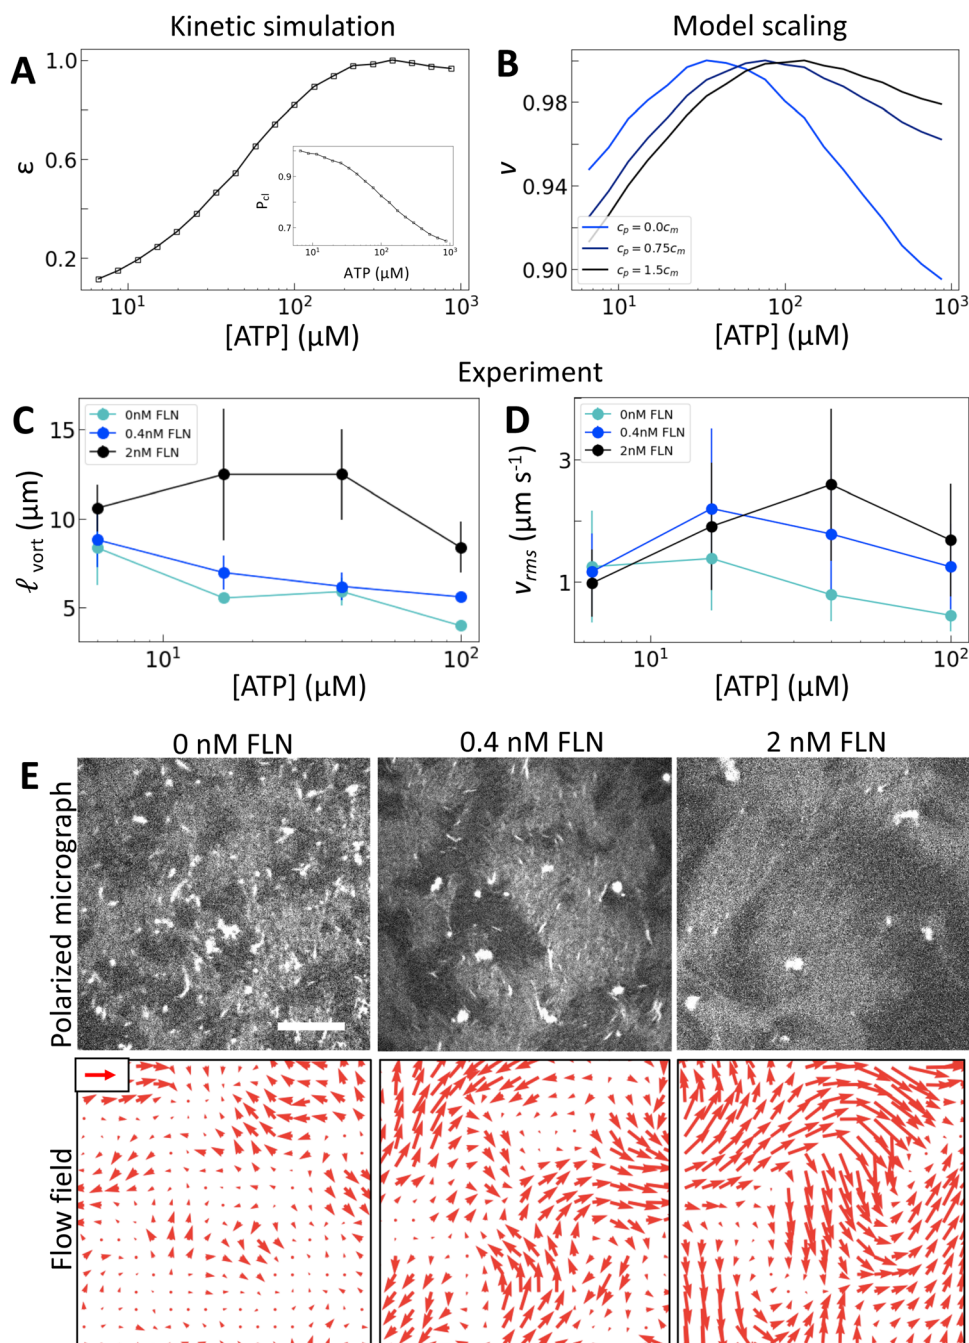 Kinetic simulation
Model scaling
A
1.0
0.6
0.2
ε
10¹ 10² 10³
[ATP] (μM)
0.9
0.7
P_cl
10¹ 10² 10³
ATP (μM)
B
0.98
0.94
0.90
v
c_p = 0.0c_m
c_p = 0.75c_m
c_p = 1.5c_m
10¹ 10² 10³
[ATP] (μM)
Experiment
C
0nM FLN
0.4nM FLN
2nM FLN
15
10
5
ℓ vort (μm)
10¹ 10²
[ATP] (μM)
D
0nM FLN
0.4nM FLN
2nM FLN
3
1
v_rms (μm s⁻¹)
10¹ 10²
[ATP] (μM)
E
0 nM FLN
0.4 nM FLN
2 nM FLN
Polarized micrograph
Flow field